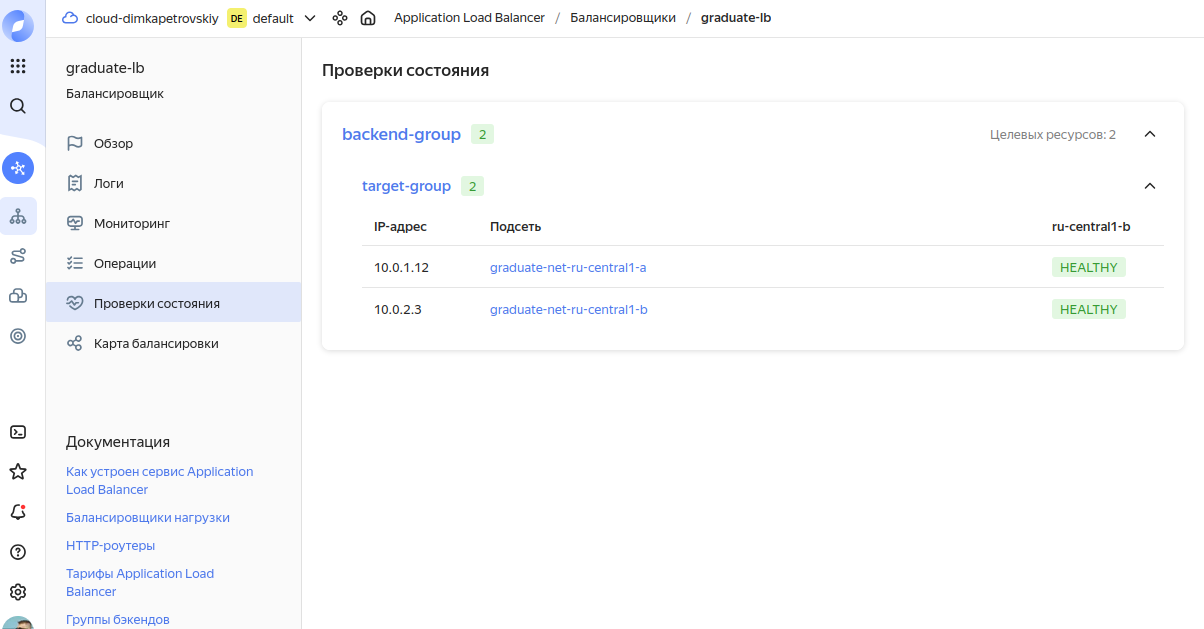 cloud-dimkapetrovskiy DE default Application Load Balancer / Балансировщики / graduate-lb
graduate-lb
Балансировщик
Обзор
Логи
Мониторинг
Операции
Проверки состояния
Карта балансировки
Документация
Как устроен сервис Application
Load Balancer
Балансировщики нагрузки
HTTP-роутеры
Тарифы Application Load
Balancer
Группы бэкендов
Проверки состояния
backend-group 2 Целевых ресурсов: 2
target-group 2
IP-адрес Подсеть ru-central1-b
10.0.1.12 graduate-net-ru-central1-a HEALTHY
10.0.2.3 graduate-net-ru-central1-b HEALTHY